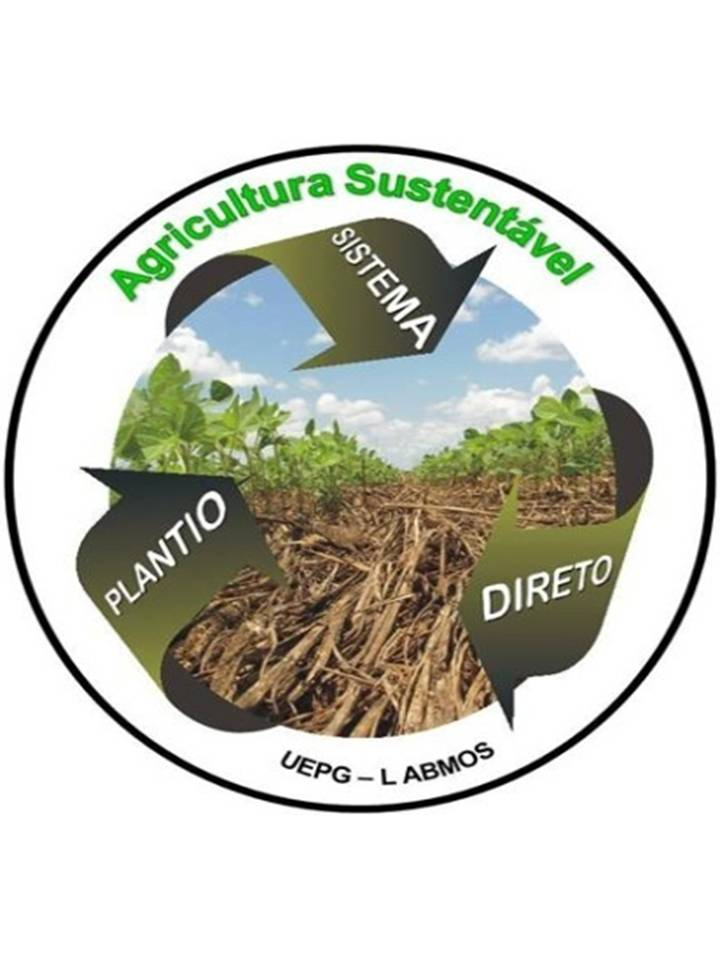 Agricultura Sustentável
SISTEMA
PLANTIO
DIRETO
UEPG – L ABMOS